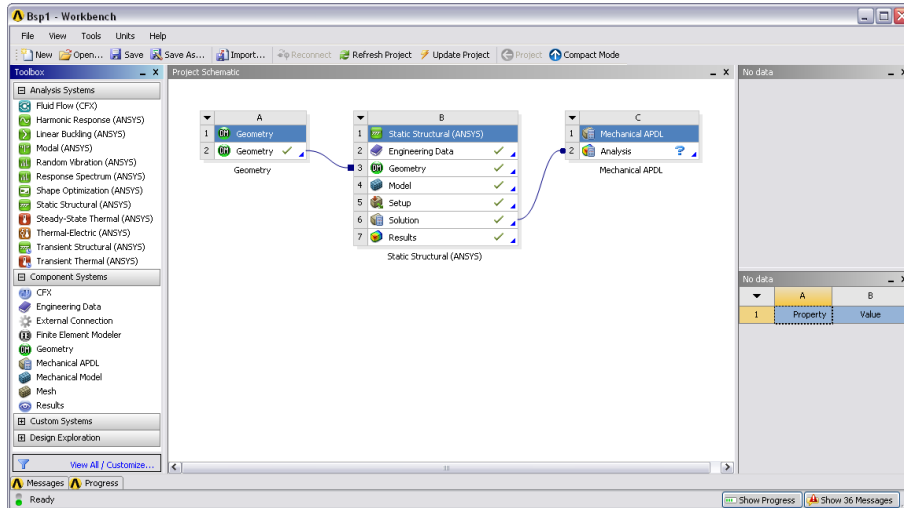 Bsp1 - Workbench
File View Tools Units Help
New Open... Save Save As... Import... Reconnect Refresh Project Update Project Project Compact Mode
Toolbox
Analysis Systems
Fluid Flow (CFX)
Harmonic Response (ANSYS)
Linear Buckling (ANSYS)
Modal (ANSYS)
Random Vibration (ANSYS)
Response Spectrum (ANSYS)
Shape Optimization (ANSYS)
Static Structural (ANSYS)
Steady-State Thermal (ANSYS)
Thermal-Electric (ANSYS)
Transient Structural (ANSYS)
Transient Thermal (ANSYS)
Component Systems
CFX
Engineering Data
External Connection
Finite Element Modeler
Geometry
Mechanical APDL
Mechanical Model
Mesh
Results
Custom Systems
Design Exploration
View All / Customize...
Project Schematic
A
1 Geometry
2 Geometry
Geometry
B
1 Static Structural (ANSYS)
2 Engineering Data
3 Geometry
4 Model
5 Setup
6 Solution
7 Results
Static Structural (ANSYS)
C
1 Mechanical APDL
2 Analysis ?
Mechanical APDL
No data
No data
A B
1 Property Value
Messages Progress
Ready
Show Progress Show 36 Messages